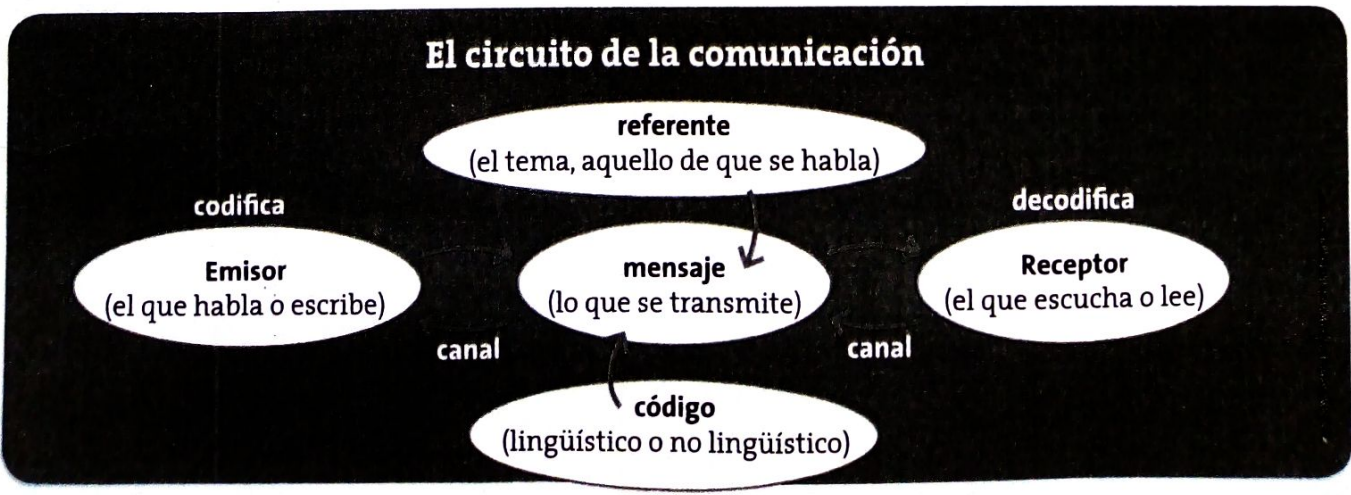 El circuito de la comunicación
referente
(el tema, aquello de que se habla)
codifica
decodifica
Emisor
(el que habla o escribe)
mensaje
(lo que se transmite)
Receptor
(el que escucha o lee)
canal
canal
código
(lingüístico o no lingüístico)